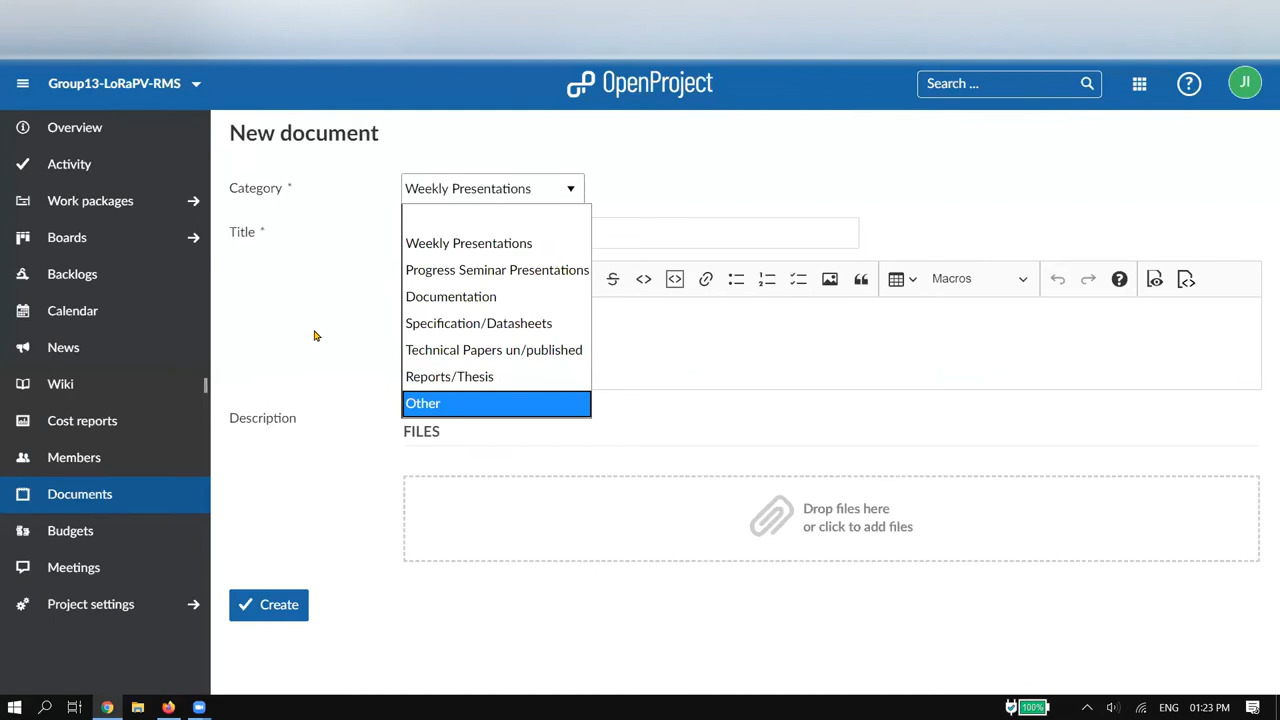 Group13-LoRaPV-RMS
OpenProject
Search ...
JI
Overview
Activity
Work packages
Boards
Backlogs
Calendar
News
Wiki
Cost reports
Members
Documents
Budgets
Meetings
Project settings
New document
Category *
Weekly Presentations
Weekly Presentations
Progress Seminar Presentations
Documentation
Specification/Datasheets
Technical Papers un/published
Reports/Thesis
Other
Title *
Macros
Description
FILES
Drop files here
or click to add files
Create
100%
ENG
01:23 PM